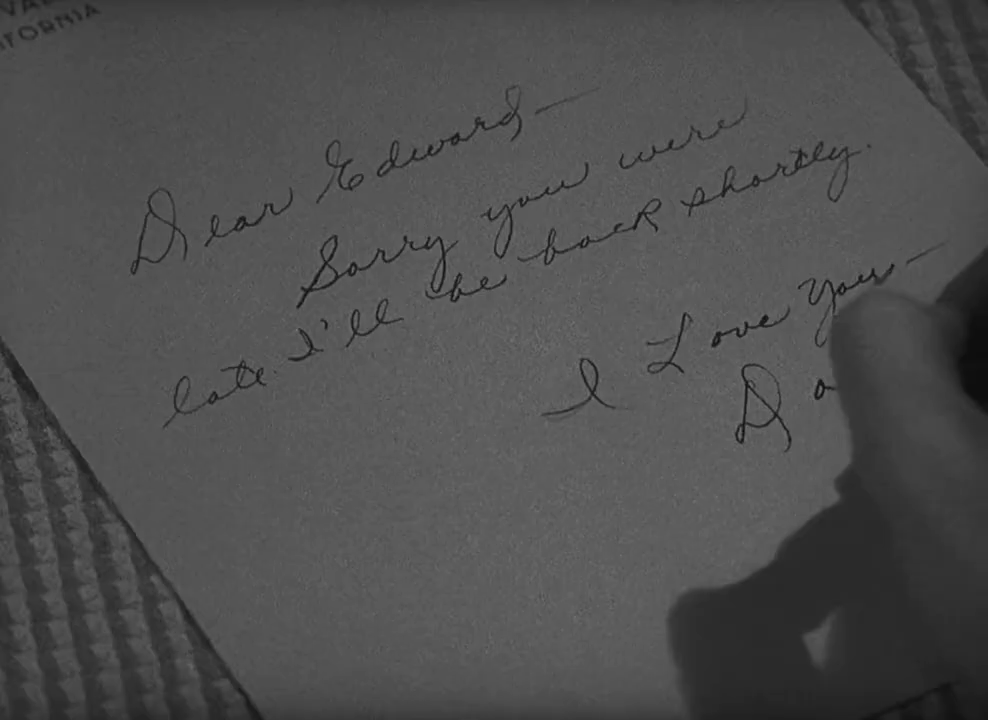 Dear Edward—
Sorry you were
late. I'll be back shortly.
I Love You—